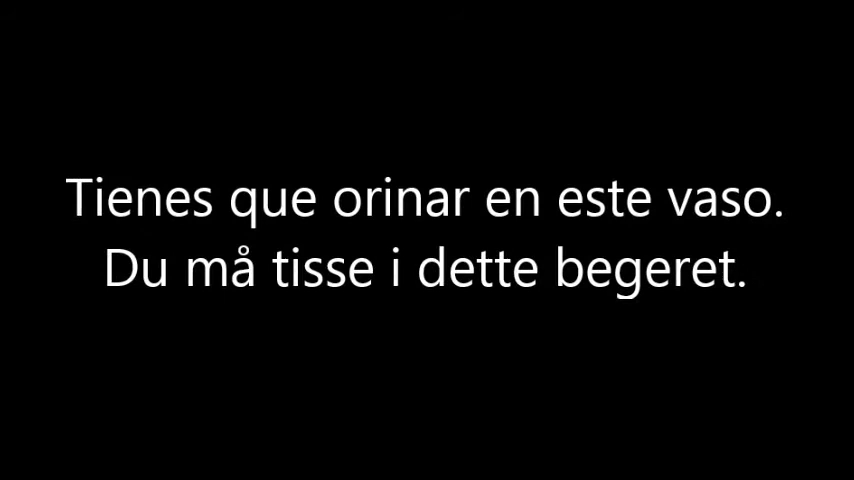 Tienes que orinar en este vaso.
Du må tisse i dette begeret.